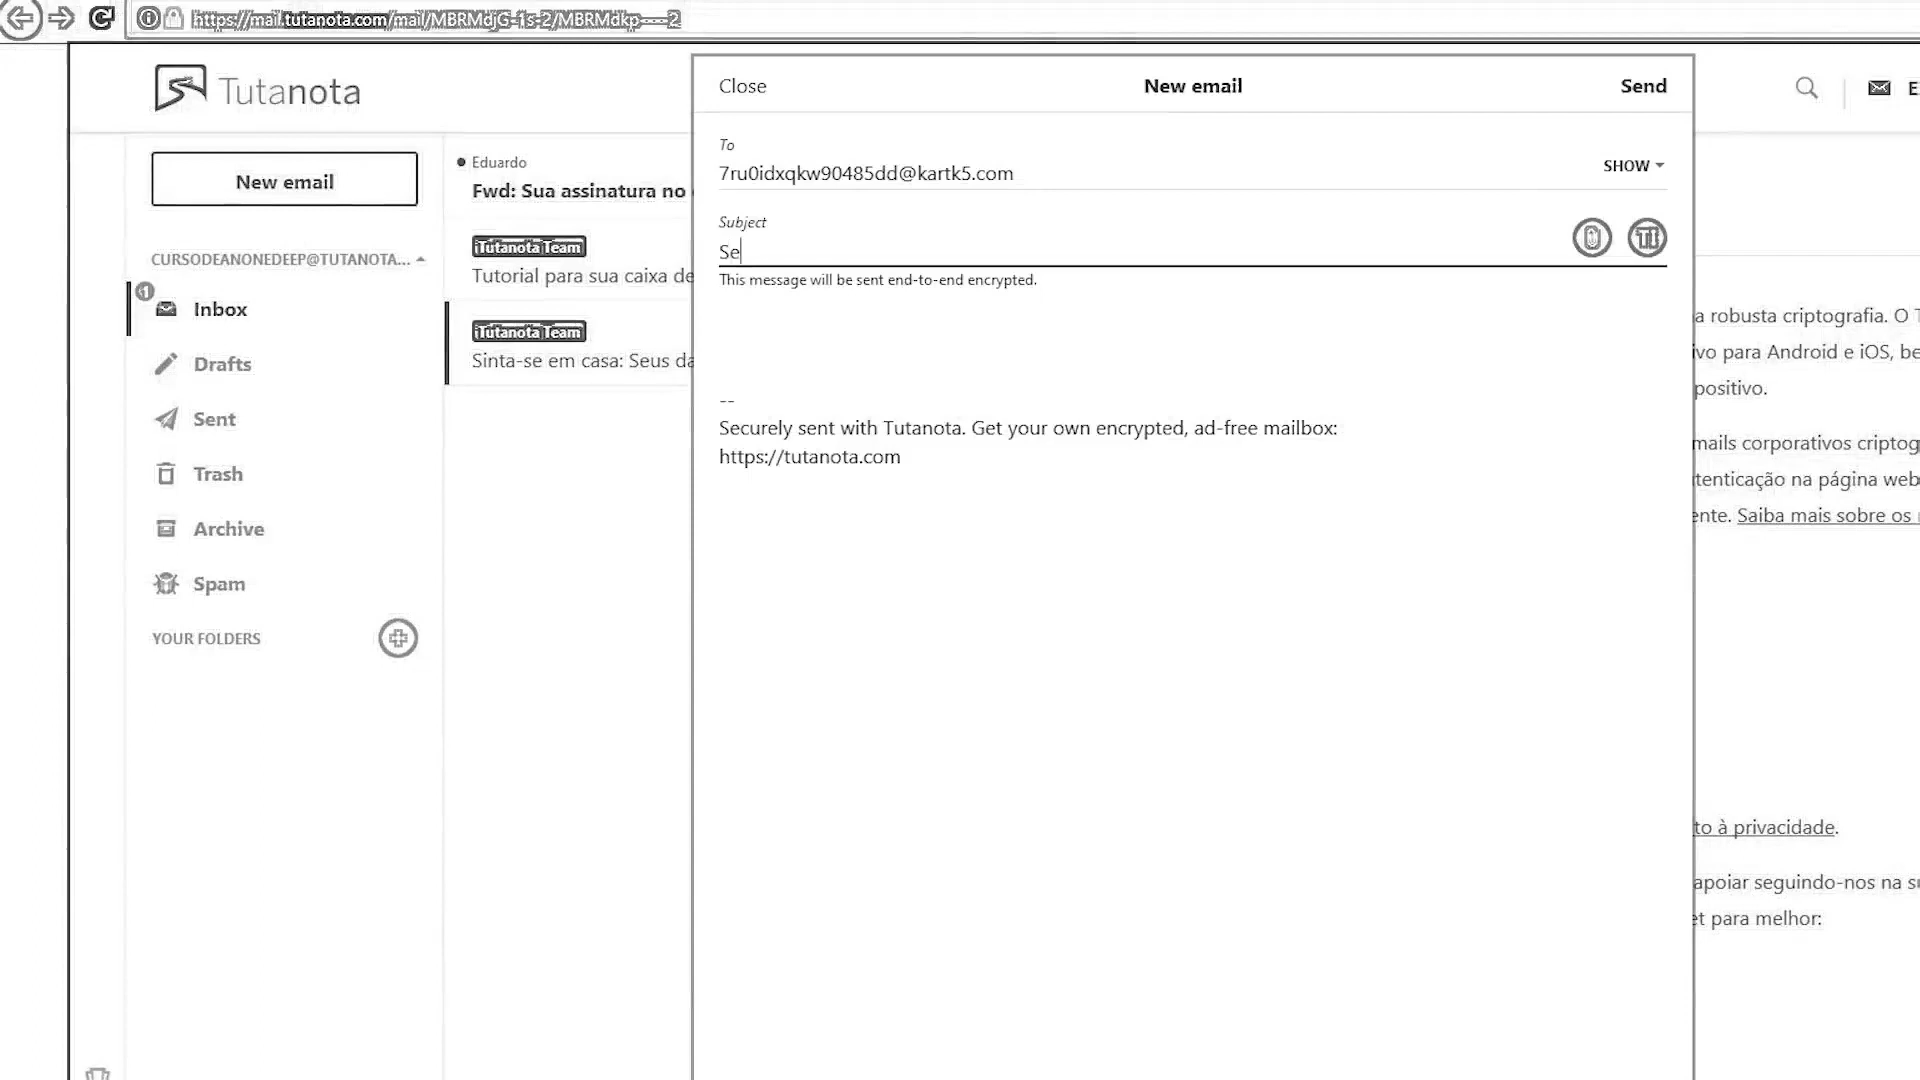 https://mail.tutanota.com/mail/MBRMdjG-1s-2/MBRMdkp----2
Tutanota
Close
New email
Send
New email
CURSODEANONEDEEP@TUTANOTA...
1
Inbox
Drafts
Sent
Trash
Archive
Spam
YOUR FOLDERS
Eduardo
Fwd: Sua assinatura no
Tutanota Team
Tutorial para sua caixa de
Tutanota Team
Sinta-se em casa: Seus da
To
7ru0idxqkw90485dd@kartk5.com
SHOW
Subject
Se
This message will be sent end-to-end encrypted.
--
Securely sent with Tutanota. Get your own encrypted, ad-free mailbox:
https://tutanota.com
E
a robusta criptografia. O T
ivo para Android e iOS, be
positivo.
mails corporativos criptog
tenticação na página web
ente. Saiba mais sobre os
to à privacidade.
apoiar seguindo-nos na su
et para melhor: